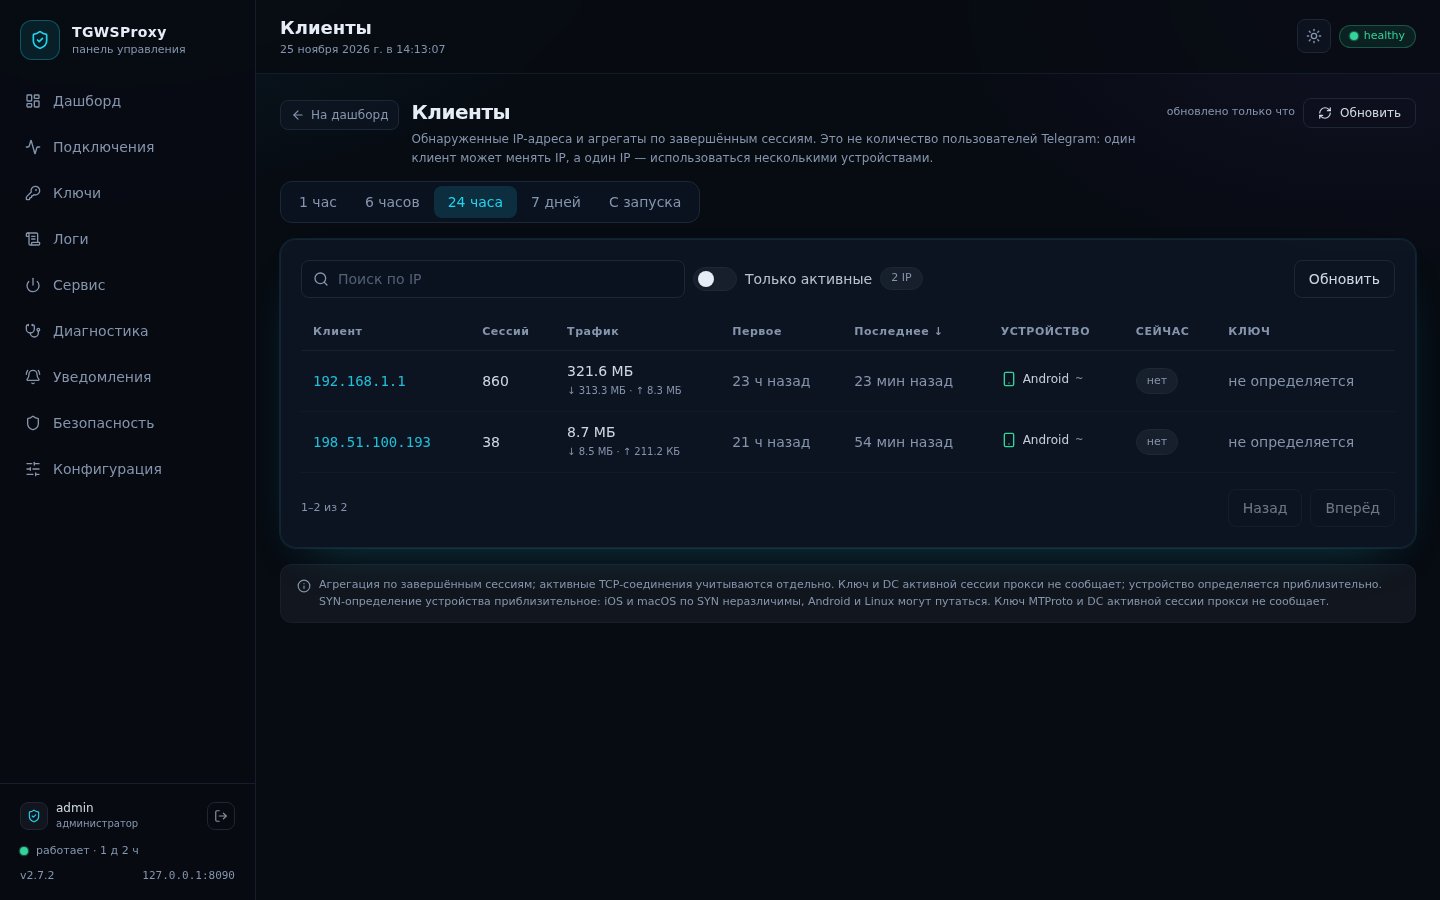 TGWSProxy
панель управления
Дашборд
Подключения
Ключи
Логи
Сервис
Диагностика
Уведомления
Безопасность
Конфигурация
admin
администратор
работает · 1 д 2 ч
v2.7.2 127.0.0.1:8090
Клиенты
25 ноября 2026 г. в 14:13:07
healthy
На дашборд
Клиенты
Обнаруженные IP-адреса и агрегаты по завершённым сессиям. Это не количество пользователей Telegram: один
клиент может менять IP, а один IP — использоваться несколькими устройствами.
обновлено только что
Обновить
1 час 6 часов 24 часа 7 дней С запуска
Поиск по IP
Только активные
2 IP
Обновить
Клиент Сессий Трафик Первое Последнее ↓ УСТРОЙСТВО СЕЙЧАС КЛЮЧ
192.168.1.1 860 321.6 МБ 23 ч назад 23 мин назад Android ~ нет не определяется
↓ 313.3 МБ · ↑ 8.3 МБ
198.51.100.193 38 8.7 МБ 21 ч назад 54 мин назад Android ~ нет не определяется
↓ 8.5 МБ · ↑ 211.2 КБ
1–2 из 2
Назад Вперёд
Агрегация по завершённым сессиям; активные TCP-соединения учитываются отдельно. Ключ и DC активной сессии прокси не сообщает; устройство определяется приблизительно.
SYN-определение устройства приблизительное: iOS и macOS по SYN неразличимы, Android и Linux могут путаться. Ключ MTProto и DC активной сессии прокси не сообщает.